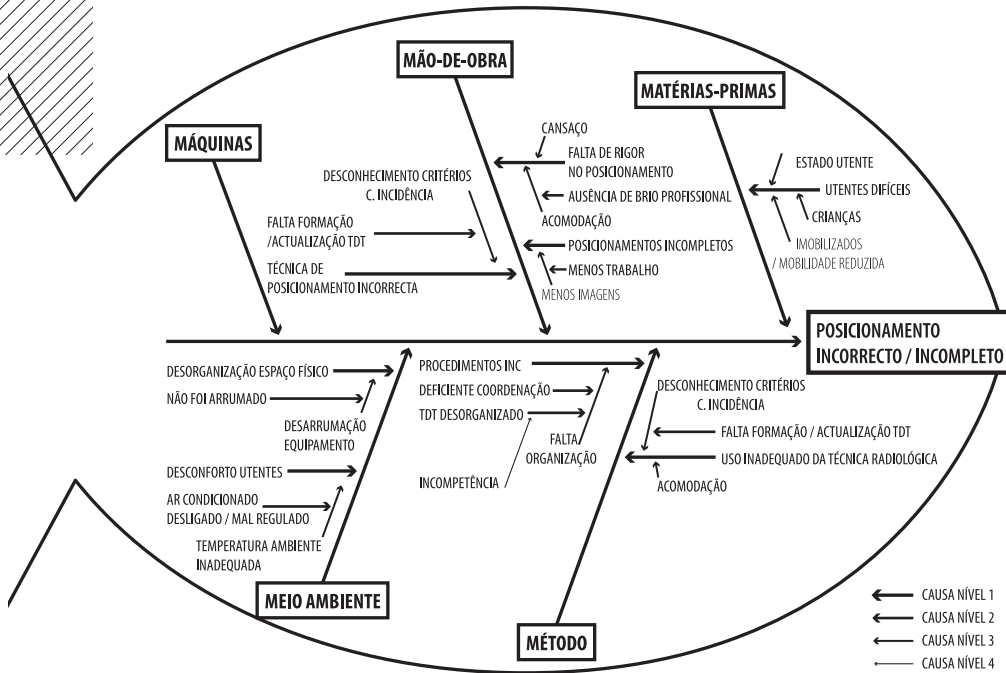 MÃO-DE-OBRA
MATÉRIAS-PRIMAS
MÁQUINAS
CANSAÇO
FALTA DE RIGOR
NO POSICIONAMENTO
AUSÊNCIA DE BRIO PROFISSIONAL
ACOMODAÇÃO
DESCONHECIMENTO CRITÉRIOS
C. INCIDÊNCIA
FALTA FORMAÇÃO
/ACTUALIZAÇÃO TDT
TÉCNICA DE
POSICIONAMENTO INCORRECTA
POSICIONAMENTOS INCOMPLETOS
MENOS TRABALHO
MENOS IMAGENS
ESTADO UTENTE
UTENTES DIFÍCEIS
CRIANÇAS
IMOBILIZADOS
/ MOBILIDADE REDUZIDA
POSICIONAMENTO
INCORRECTO / INCOMPLETO
DESORGANIZAÇÃO ESPAÇO FÍSICO
NÃO FOI ARRUMADO
DESARRUMAÇÃO
EQUIPAMENTO
DESCONFORTO UTENTES
AR CONDICIONADO
DESLIGADO / MAL REGULADO
TEMPERATURA AMBIENTE
INADEQUADA
MEIO AMBIENTE
PROCEDIMENTOS INC
DEFICIENTE COORDENAÇÃO
TDT DESORGANIZADO
FALTA
ORGANIZAÇÃO
INCOMPETÊNCIA
DESCONHECIMENTO CRITÉRIOS
C. INCIDÊNCIA
FALTA FORMAÇÃO / ACTUALIZAÇÃO TDT
USO INADEQUADO DA TÉCNICA RADIOLÓGICA
ACOMODAÇÃO
MÉTODO
CAUSA NÍVEL 1
CAUSA NÍVEL 2
CAUSA NÍVEL 3
CAUSA NÍVEL 4